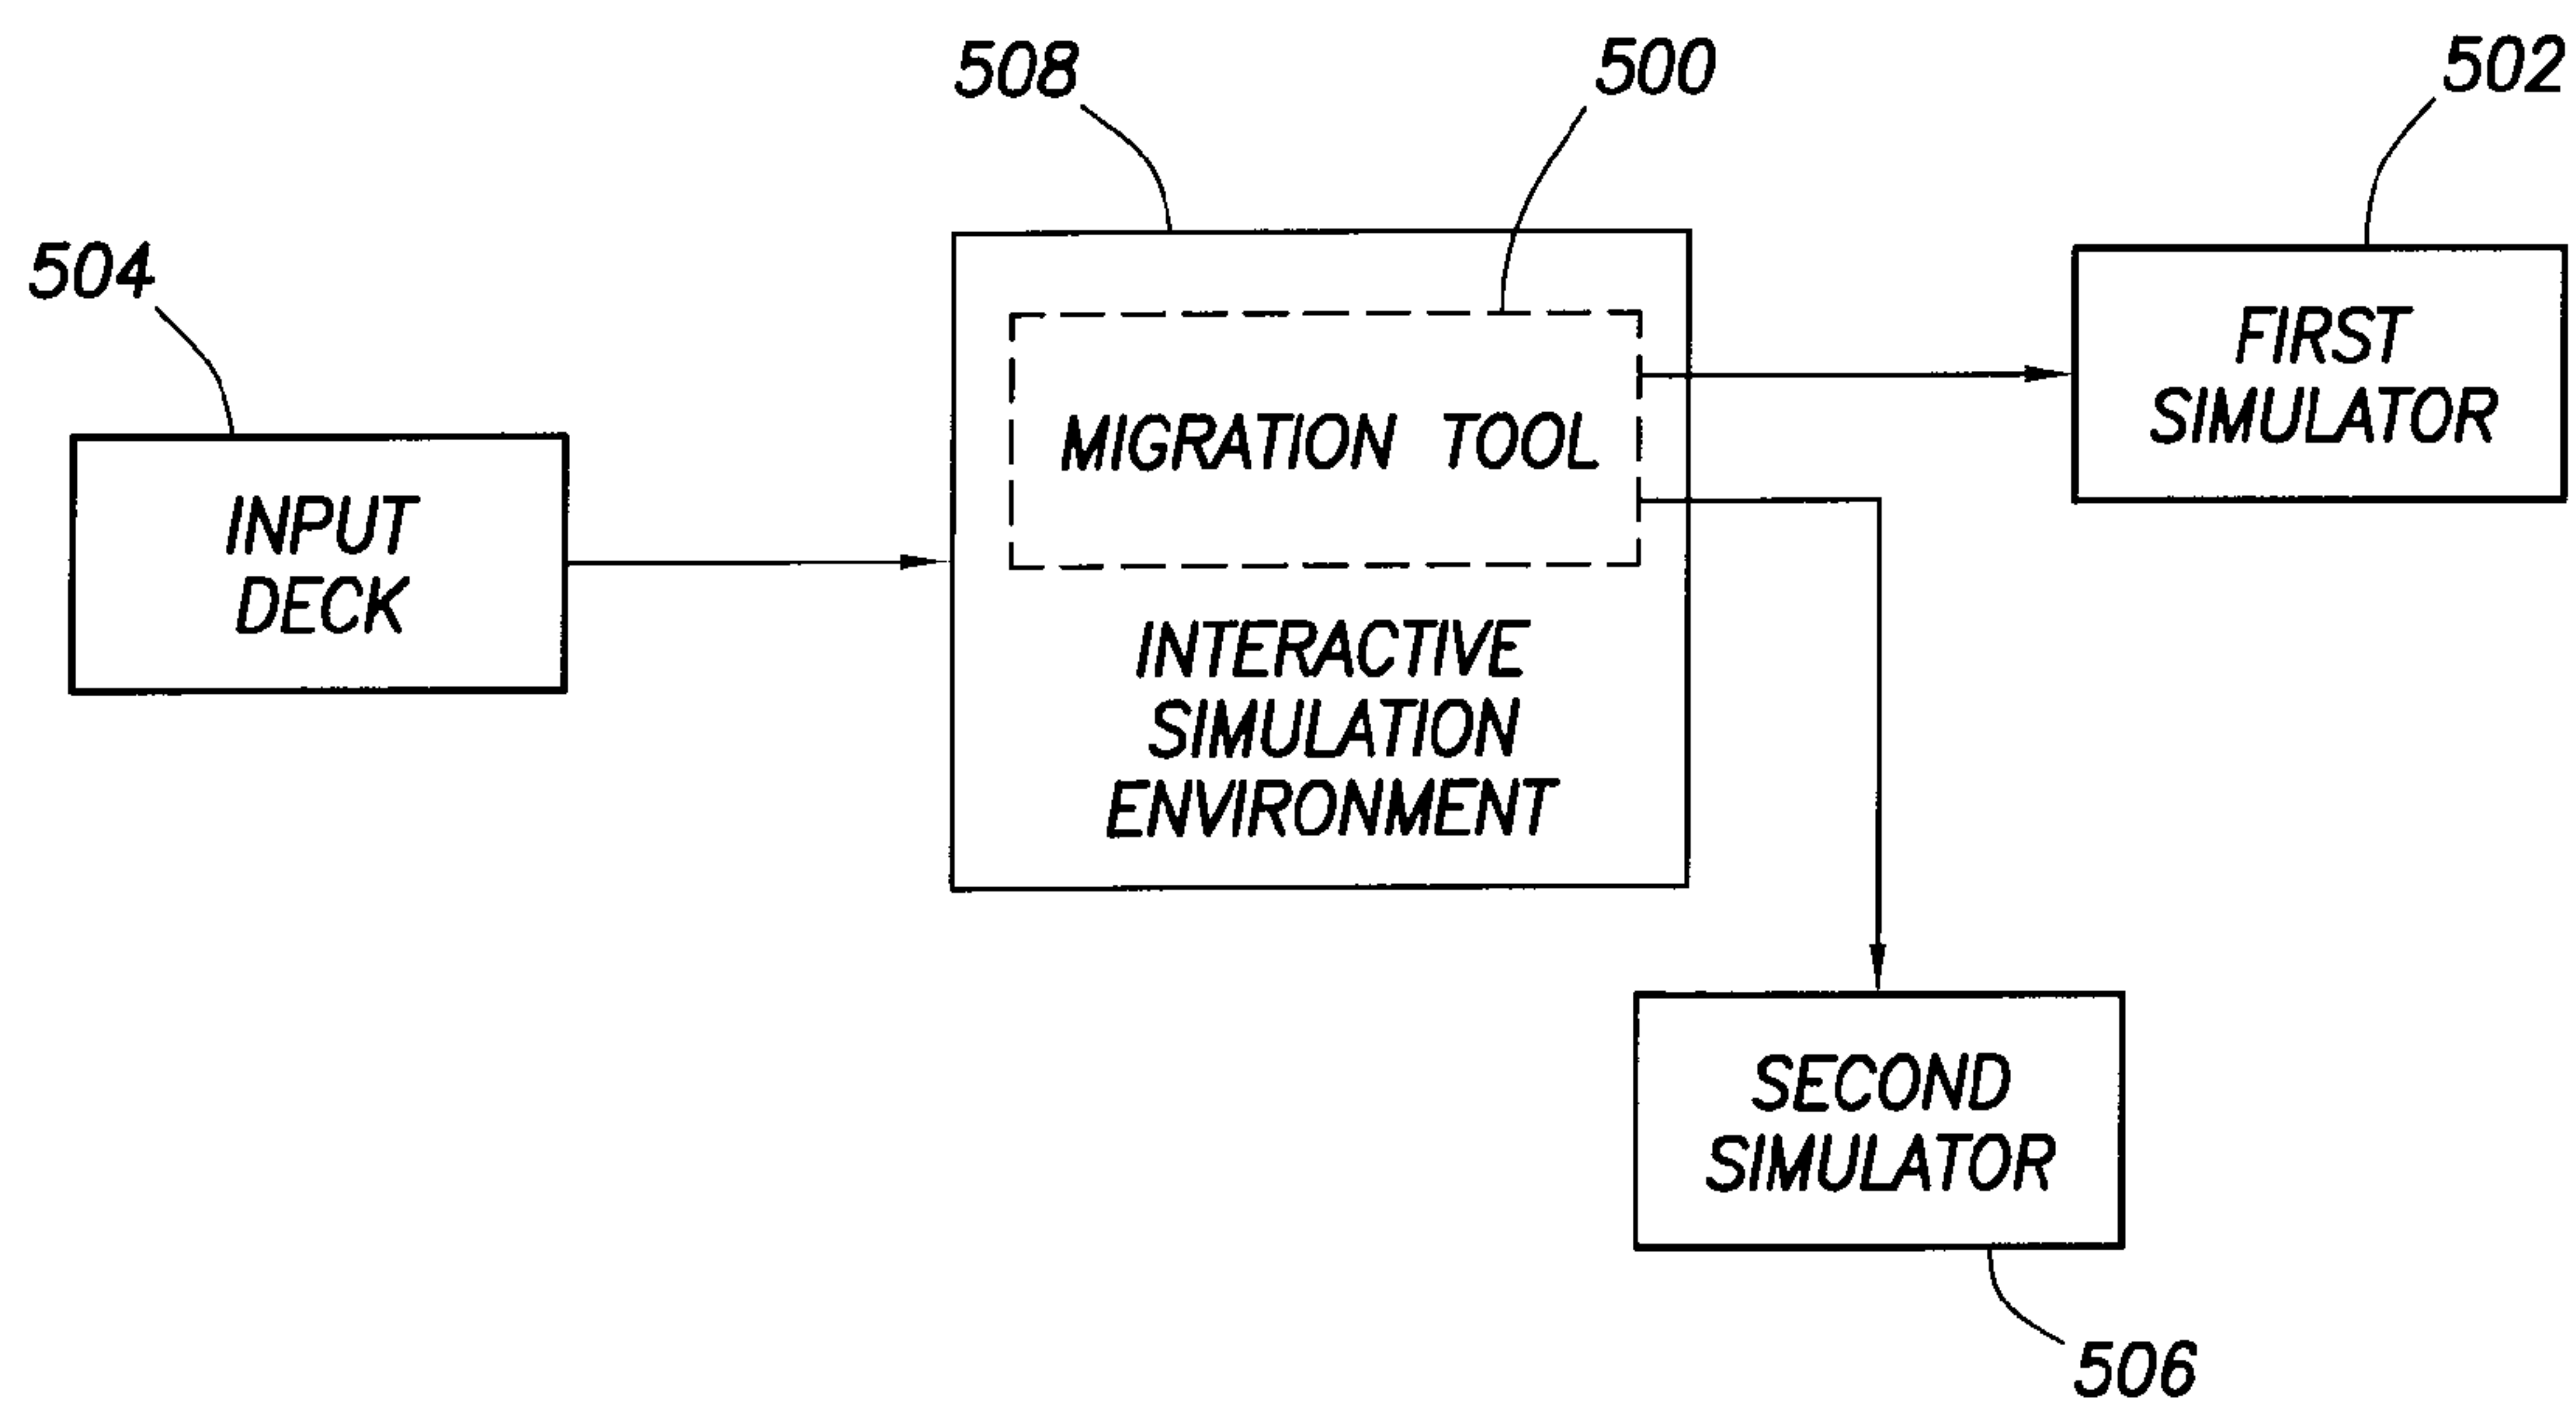 508
500
502
504
FIRST
SIMULATOR
MIGRATION TOOL
INPUT
DECK
INTERACTIVE
SIMULATION
ENVIRONMENT
SECOND
SIMULATOR
506